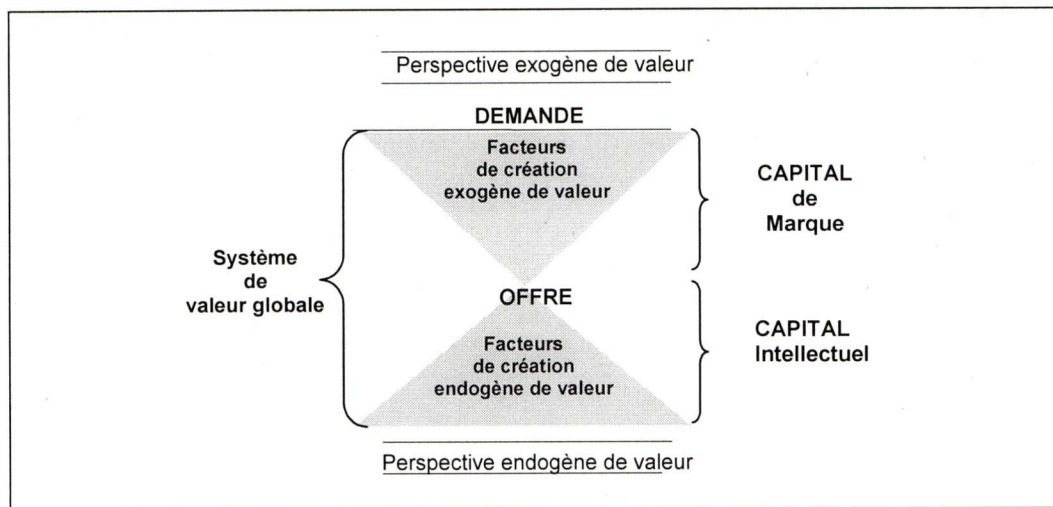 Perspective exogène de valeur
DEMANDE
Facteurs
de création
exogène de valeur
CAPITAL
de
Marque
Système
de
valeur globale
OFFRE
Facteurs
de création
endogène de valeur
CAPITAL
Intellectuel
Perspective endogène de valeur